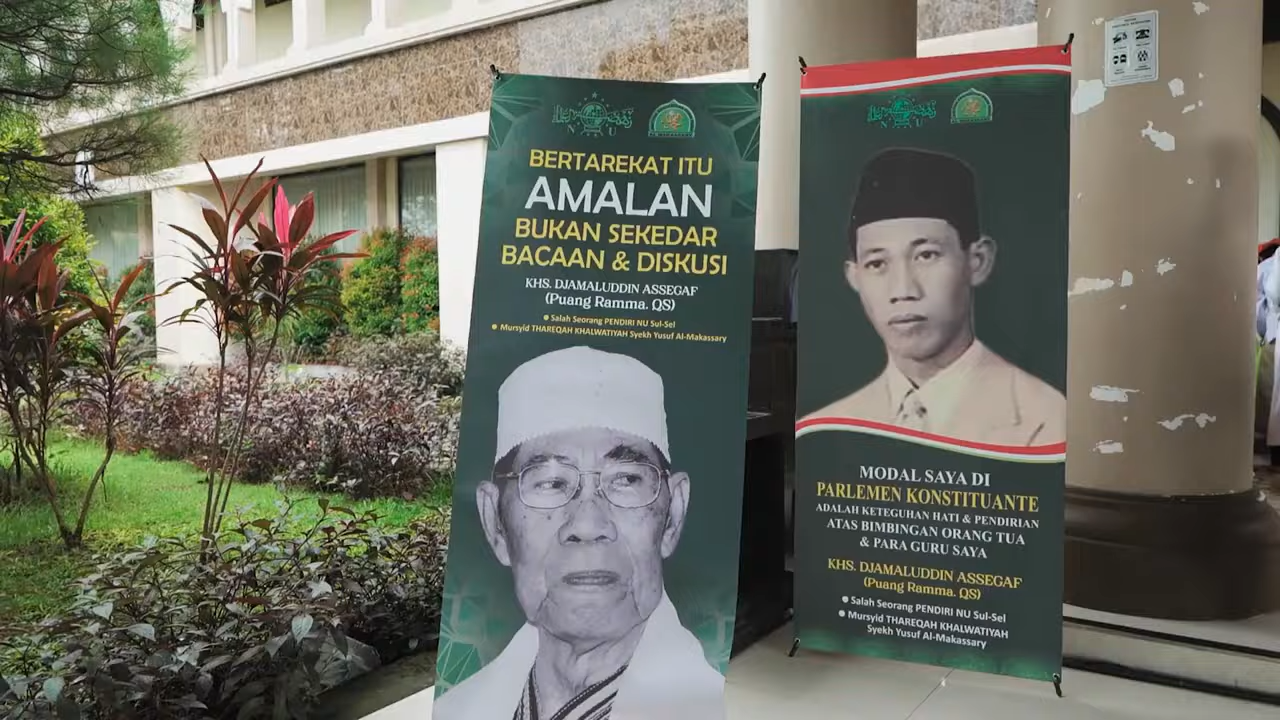 NU
BERTAREKAT ITU
AMALAN
BUKAN SEKEDAR
BACAAN & DISKUSI
KHS. DJAMALUDDIN ASSEGAF
(Puang Ramma. QS)
Salah Seorang PENDIRI NU Sul-Sel
Mursyid THAREQAH KHALWATIYAH Syekh Yusuf Al-Makassary
NU
MODAL SAYA DI
PARLEMEN KONSTITUANTE
ADALAH KETEGUHAN HATI & PENDIRIAN
ATAS BIMBINGAN ORANG TUA
& PARA GURU SAYA
KHS. DJAMALUDDIN ASSEGAF
(Puang Ramma. QS)
Salah Seorang PENDIRI NU Sul-Sel
Mursyid THAREQAH KHALWATIYAH
Syekh Yusuf Al-Makassary